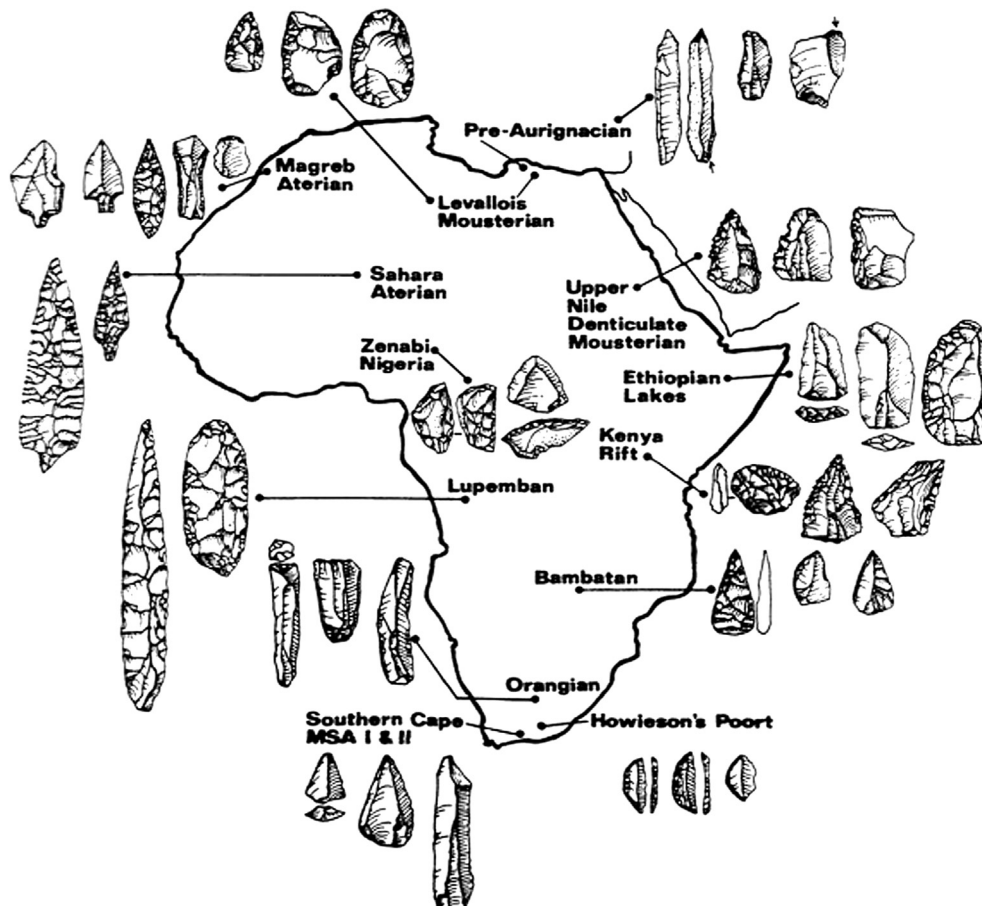 Pre-Aurignacian
Magreb
Aterian
Levallois
Mousterian
Sahara
Aterian
Upper
Nile
Denticulate
Mousterian
Zenabi
Nigeria
Ethiopian
Lakes
Kenya
Rift
Lupemban
Bambatan
Orangian
Southern Cape
MSA I & II
Howieson's Poort